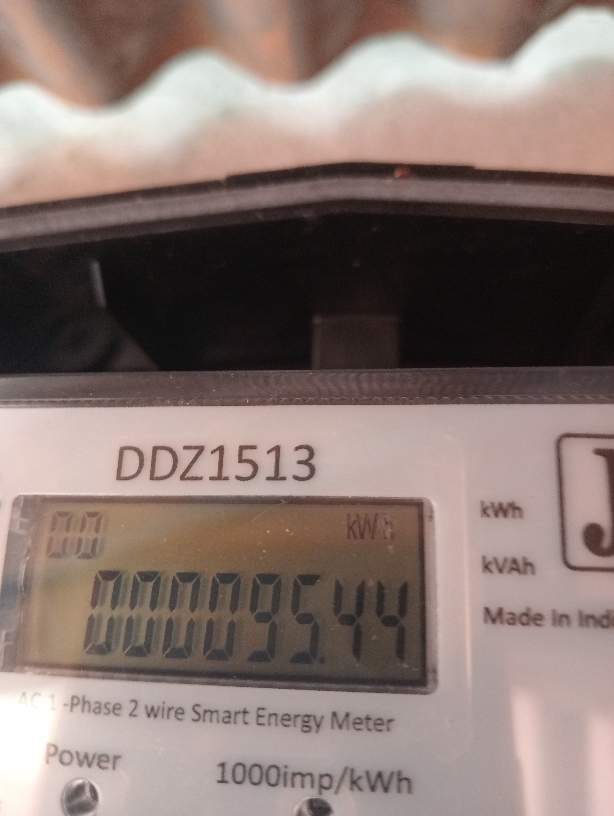 DDZ1513
00
kWh
00009544
kWh
kVAh
Made in Indi
AC 1-Phase 2 wire Smart Energy Meter
Power
1000imp/kWh
J